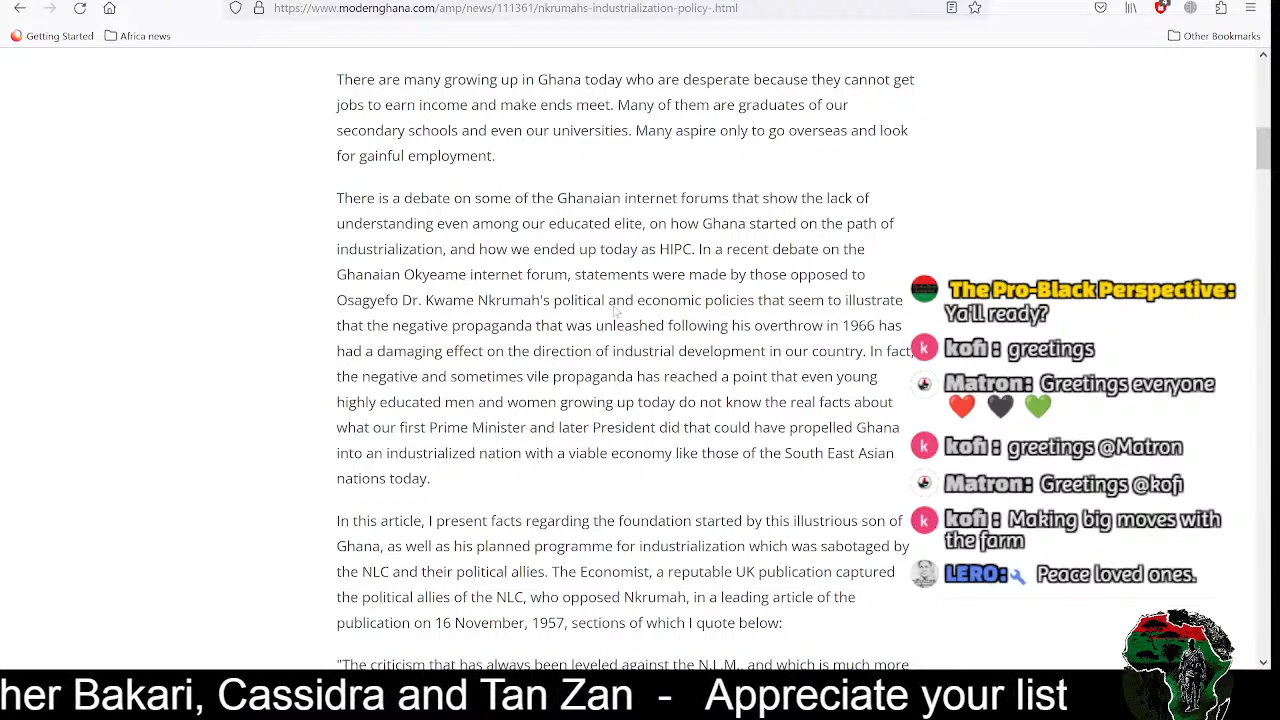 https://www.modernghana.com/amp/news/111361/nkrumahs-industrialization-policy-.html
4
Getting Started
Africa news
Other Bookmarks
There are many growing up in Ghana today who are desperate because they cannot get
jobs to earn income and make ends meet. Many of them are graduates of our
secondary schools and even our universities. Many aspire only to go overseas and look
for gainful employment.
There is a debate on some of the Ghanaian internet forums that show the lack of
understanding even among our educated elite, on how Ghana started on the path of
industrialization, and how we ended up today as HIPC. In a recent debate on the
Ghanaian Okyeame internet forum, statements were made by those opposed to
Osagyefo Dr. Kwame Nkrumah's political and economic policies that seem to illustrate
that the negative propaganda that was unleashed following his overthrow in 1966 has
had a damaging effect on the direction of industrial development in our country. In fact,
the negative and sometimes vile propaganda has reached a point that even young
highly educated men and women growing up today do not know the real facts about
what our first Prime Minister and later President did that could have propelled Ghana
into an industrialized nation with a viable economy like those of the South East Asian
nations today.
In this article, I present facts regarding the foundation started by this illustrious son of
Ghana, as well as his planned programme for industrialization which was sabotaged by
the NLC and their political allies. The Economist, a reputable UK publication captured
the political allies of the NLC, who opposed Nkrumah, in a leading article of the
publication on 16 November, 1957, sections of which I quote below:
"The criticism that has always been leveled against the N.L.M., and which is much more
The Pro-Black Perspective:
Ya'll ready?
k kofi : greetings
Matron: Greetings everyone
❤️ 🖤 💚
k kofi : greetings @Matron
Matron: Greetings @kofi
k kofi : Making big moves with
the farm
LERO:🔧 Peace loved ones.
her Bakari, Cassidra and Tan Zan - Appreciate your list